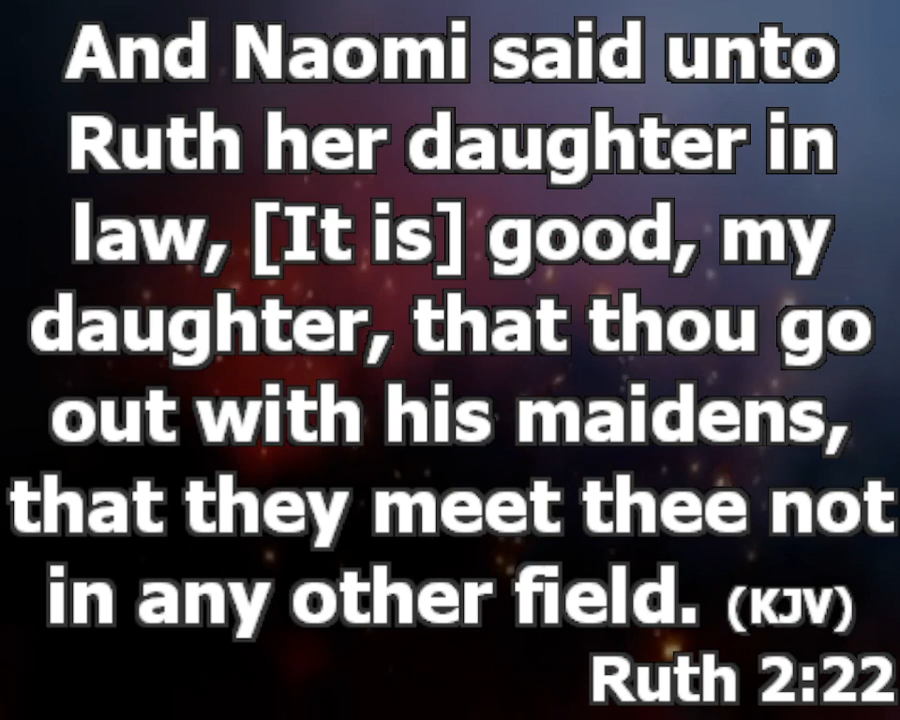 And Naomi said unto
Ruth her daughter in
law, [It is] good, my
daughter, that thou go
out with his maidens,
that they meet thee not
in any other field. (KJV)
Ruth 2:22